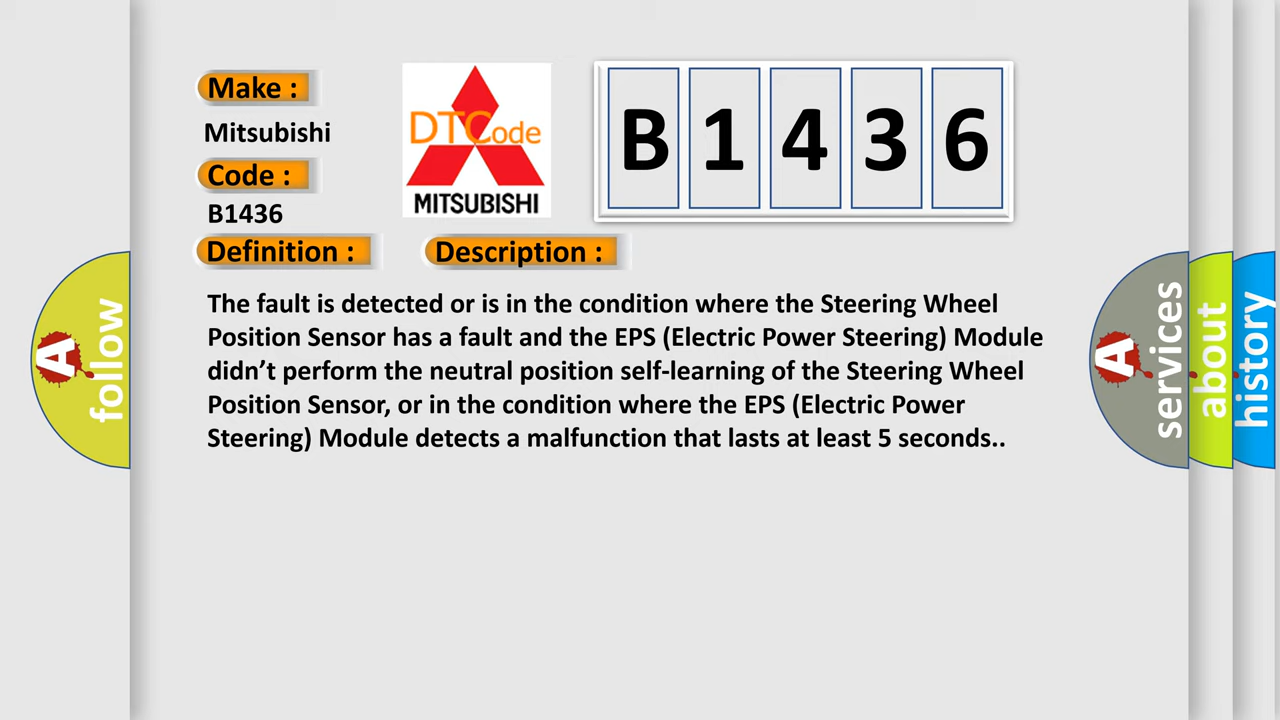 Make :
Mitsubishi
Code :
B1436
DTCode
MITSUBISHI
B 1 4 3 6
Definition :
Description :
The fault is detected or is in the condition where the Steering Wheel
Position Sensor has a fault and the EPS (Electric Power Steering) Module
didn't perform the neutral position self-learning of the Steering Wheel
Position Sensor, or in the condition where the EPS (Electric Power
Steering) Module detects a malfunction that lasts at least 5 seconds..
A follow
A services
about
history